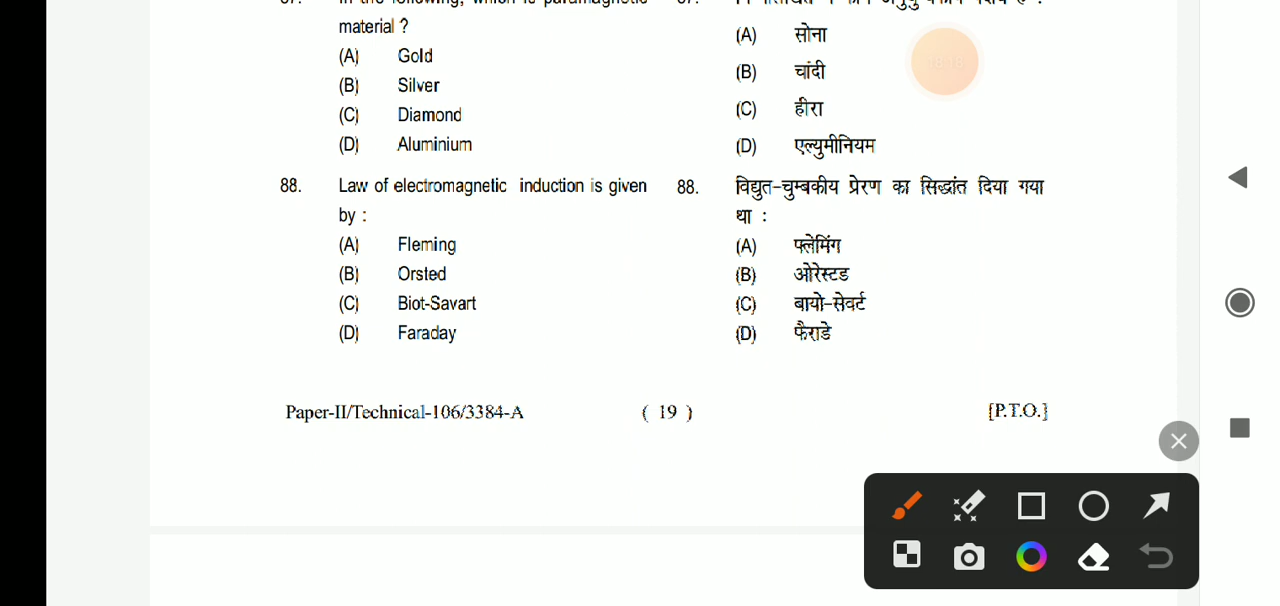 material ?
(A) Gold
(B) Silver
(C) Diamond
(D) Aluminium
88. Law of electromagnetic induction is given
by :
(A) Fleming
(B) Orsted
(C) Biot-Savart
(D) Faraday
(A) सोना
(B) चांदी
(C) हीरा
(D) एल्युमीनियम
88. विद्युत-चुम्बकीय प्रेरण का सिद्धांत दिया गया
था :
(A) फ्लेमिंग
(B) ओरेस्टड
(C) बायो-सेवर्ट
(D) फैराडे
Paper-II/Technical-106/3384-A ( 19 ) [P.T.O.]